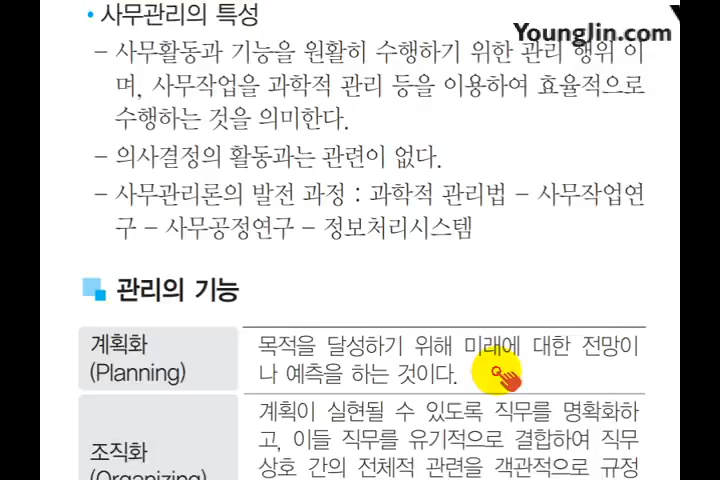 • 사무관리의 특성
Younglin.com
– 사무활동과 기능을 원활히 수행하기 위한 관리 행위 이
며, 사무작업을 과학적 관리 등을 이용하여 효율적으로
수행하는 것을 의미한다.
– 의사결정의 활동과는 관련이 없다.
– 사무관리론의 발전 과정 : 과학적 관리법 – 사무작업연
구 – 사무공정연구 – 정보처리시스템
관리의 기능
계획화
(Planning)
목적을 달성하기 위해 미래에 대한 전망이
나 예측을 하는 것이다.
조직화
(Organizing)
계획이 실현될 수 있도록 직무를 명확화하
고, 이들 직무를 유기적으로 결합하여 직무
상호 간의 전체적 관련을 객관적으로 규정